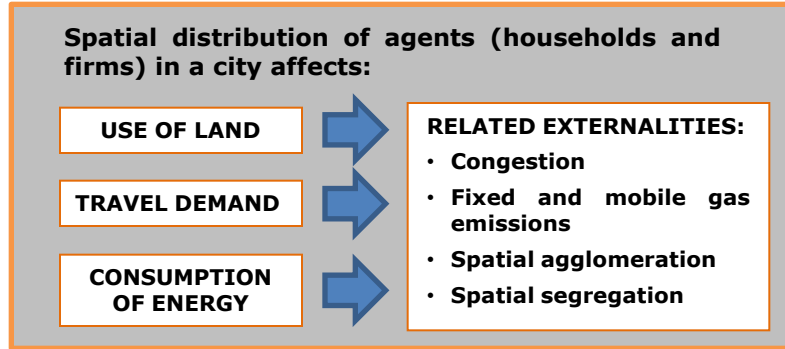 Spatial distribution of agents (households and
firms) in a city affects:
USE OF LAND
TRAVEL DEMAND
CONSUMPTION
OF ENERGY
RELATED EXTERNALITIES:
• Congestion
• Fixed and mobile gas
emissions
• Spatial agglomeration
• Spatial segregation